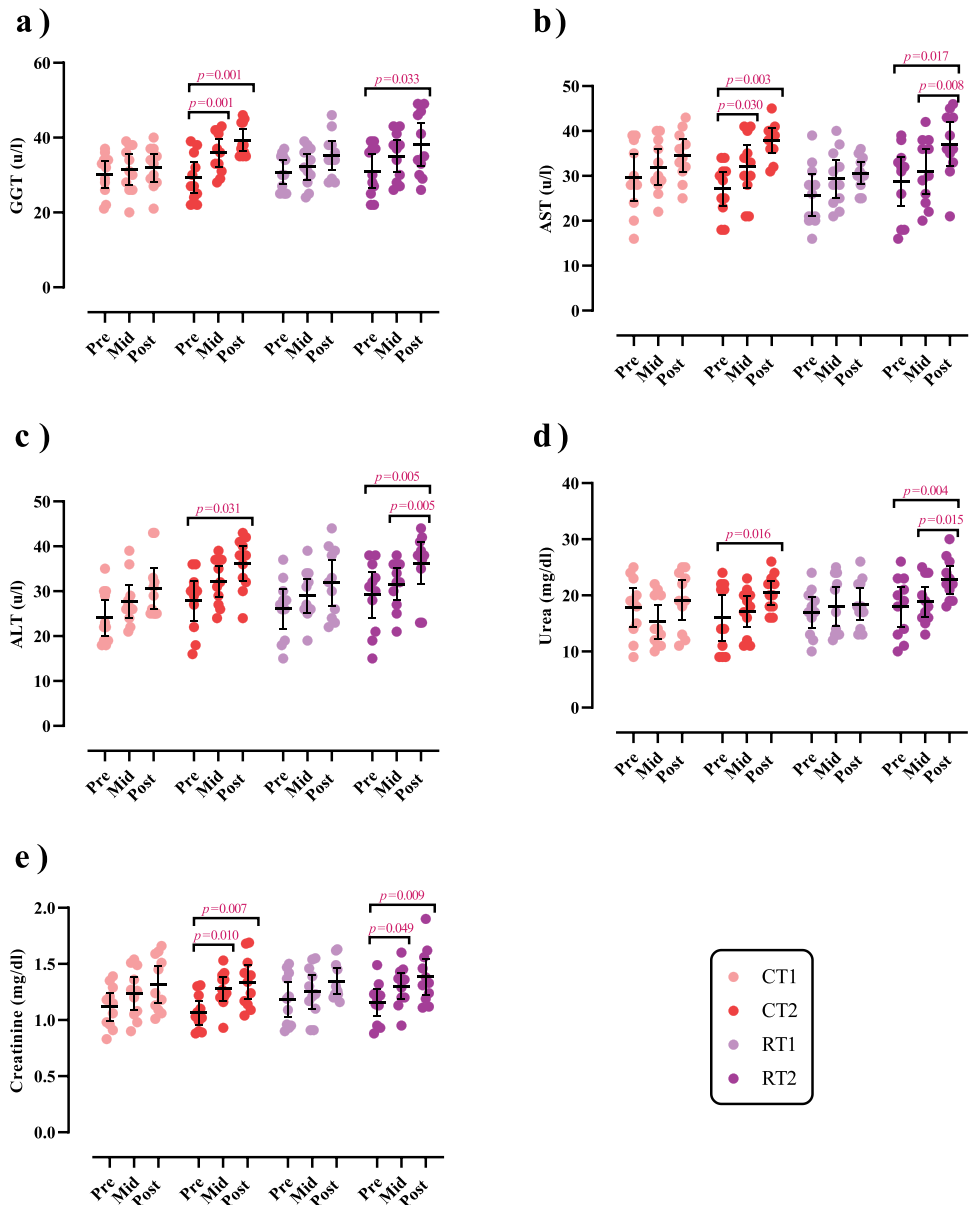 a)
60
40
20
0
GGT (u/l)
p=0.001
p=0.001
p=0.033
Pre Mid Post Pre Mid Post Pre Mid Post Pre Mid Post
b)
50
40
30
20
10
0
AST (u/l)
p=0.003
p=0.030
p=0.017
p=0.008
Pre Mid Post Pre Mid Post Pre Mid Post Pre Mid Post
c)
50
40
30
20
10
0
ALT (u/l)
p=0.031
p=0.005
p=0.005
Pre Mid Post Pre Mid Post Pre Mid Post Pre Mid Post
d)
40
30
20
10
0
Urea (mg/dl)
p=0.016
p=0.004
p=0.015
Pre Mid Post Pre Mid Post Pre Mid Post Pre Mid Post
e)
2.0
1.5
1.0
0.5
0.0
Creatinine (mg/dl)
p=0.007
p=0.010
p=0.009
p=0.049
Pre Mid Post Pre Mid Post Pre Mid Post Pre Mid Post
CT1
CT2
RT1
RT2